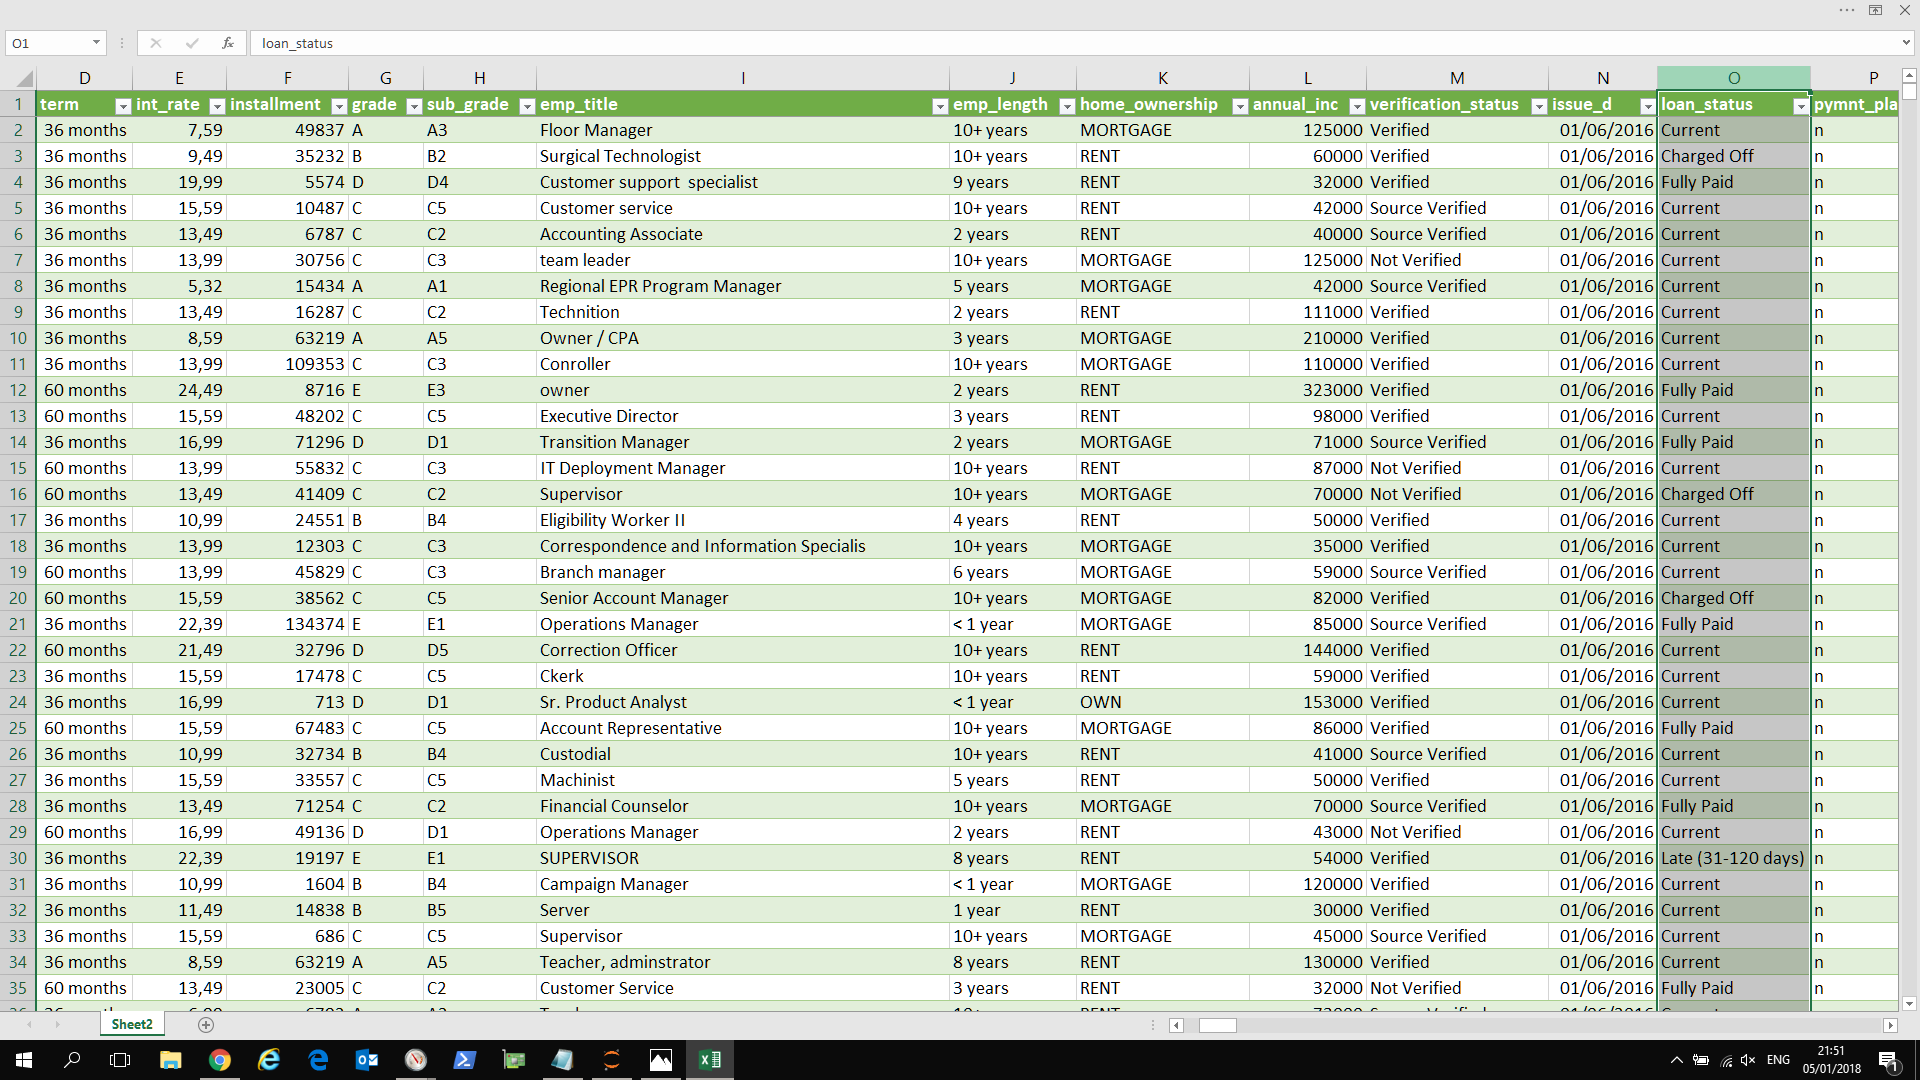 O1 fx loan_status
D E F G H I J K L M N O P
1 term int_rate installment grade sub_grade emp_title emp_length home_ownership annual_inc verification_status issue_d loan_status pymnt_pla
2 36 months 7,59 49837 A A3 Floor Manager 10+ years MORTGAGE 125000 Verified 01/06/2016 Current n
3 36 months 9,49 35232 B B2 Surgical Technologist 10+ years RENT 60000 Verified 01/06/2016 Charged Off n
4 36 months 19,99 5574 D D4 Customer support  specialist 9 years RENT 32000 Verified 01/06/2016 Fully Paid n
5 36 months 15,59 10487 C C5 Customer service 10+ years RENT 42000 Source Verified 01/06/2016 Current n
6 36 months 13,49 6787 C C2 Accounting Associate 2 years RENT 40000 Source Verified 01/06/2016 Current n
7 36 months 13,99 30756 C C3 team leader 10+ years MORTGAGE 125000 Not Verified 01/06/2016 Current n
8 36 months 5,32 15434 A A1 Regional EPR Program Manager 5 years MORTGAGE 42000 Source Verified 01/06/2016 Current n
9 36 months 13,49 16287 C C2 Technition 2 years RENT 111000 Verified 01/06/2016 Current n
10 36 months 8,59 63219 A A5 Owner / CPA 3 years MORTGAGE 210000 Verified 01/06/2016 Current n
11 36 months 13,99 109353 C C3 Conroller 10+ years MORTGAGE 110000 Verified 01/06/2016 Current n
12 60 months 24,49 8716 E E3 owner 2 years RENT 323000 Verified 01/06/2016 Fully Paid n
13 60 months 15,59 48202 C C5 Executive Director 3 years RENT 98000 Verified 01/06/2016 Current n
14 36 months 16,99 71296 D D1 Transition Manager 2 years MORTGAGE 71000 Source Verified 01/06/2016 Fully Paid n
15 60 months 13,99 55832 C C3 IT Deployment Manager 10+ years RENT 87000 Not Verified 01/06/2016 Current n
16 60 months 13,49 41409 C C2 Supervisor 10+ years MORTGAGE 70000 Not Verified 01/06/2016 Charged Off n
17 36 months 10,99 24551 B B4 Eligibility Worker II 4 years RENT 50000 Verified 01/06/2016 Current n
18 36 months 13,99 12303 C C3 Correspondence and Information Specialis 10+ years MORTGAGE 35000 Verified 01/06/2016 Current n
19 60 months 13,99 45829 C C3 Branch manager 6 years MORTGAGE 59000 Source Verified 01/06/2016 Current n
20 60 months 15,59 38562 C C5 Senior Account Manager 10+ years MORTGAGE 82000 Verified 01/06/2016 Charged Off n
21 36 months 22,39 134374 E E1 Operations Manager < 1 year MORTGAGE 85000 Source Verified 01/06/2016 Fully Paid n
22 60 months 21,49 32796 D D5 Correction Officer 10+ years RENT 144000 Verified 01/06/2016 Current n
23 36 months 15,59 17478 C C5 Ckerk 10+ years RENT 59000 Verified 01/06/2016 Current n
24 36 months 16,99 713 D D1 Sr. Product Analyst < 1 year OWN 153000 Verified 01/06/2016 Current n
25 60 months 15,59 67483 C C5 Account Representative 10+ years MORTGAGE 86000 Verified 01/06/2016 Fully Paid n
26 36 months 10,99 32734 B B4 Custodial 10+ years RENT 41000 Source Verified 01/06/2016 Current n
27 36 months 15,59 33557 C C5 Machinist 5 years RENT 50000 Verified 01/06/2016 Current n
28 36 months 13,49 71254 C C2 Financial Counselor 10+ years MORTGAGE 70000 Source Verified 01/06/2016 Fully Paid n
29 60 months 16,99 49136 D D1 Operations Manager 2 years RENT 43000 Not Verified 01/06/2016 Current n
30 36 months 22,39 19197 E E1 SUPERVISOR 8 years RENT 54000 Verified 01/06/2016 Late (31-120 days) n
31 36 months 10,99 1604 B B4 Campaign Manager < 1 year MORTGAGE 120000 Verified 01/06/2016 Current n
32 36 months 11,49 14838 B B5 Server 1 year RENT 30000 Verified 01/06/2016 Current n
33 36 months 15,59 686 C C5 Supervisor 10+ years MORTGAGE 45000 Source Verified 01/06/2016 Current n
34 36 months 8,59 63219 A A5 Teacher, adminstrator 8 years RENT 130000 Verified 01/06/2016 Current n
35 60 months 13,49 23005 C C2 Customer Service 3 years RENT 32000 Not Verified 01/06/2016 Fully Paid n
Sheet2
ENG 21:51
05/01/2018 1